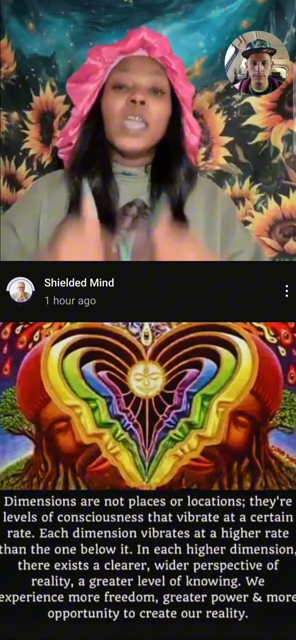 Shielded Mind
1 hour ago
Dimensions are not places or locations; they're
levels of consciousness that vibrate at a certain
rate. Each dimension vibrates at a higher rate
than the one below it. In each higher dimension,
there exists a clearer, wider perspective of
reality, a greater level of knowing. We
experience more freedom, greater power & more
opportunity to create our reality.